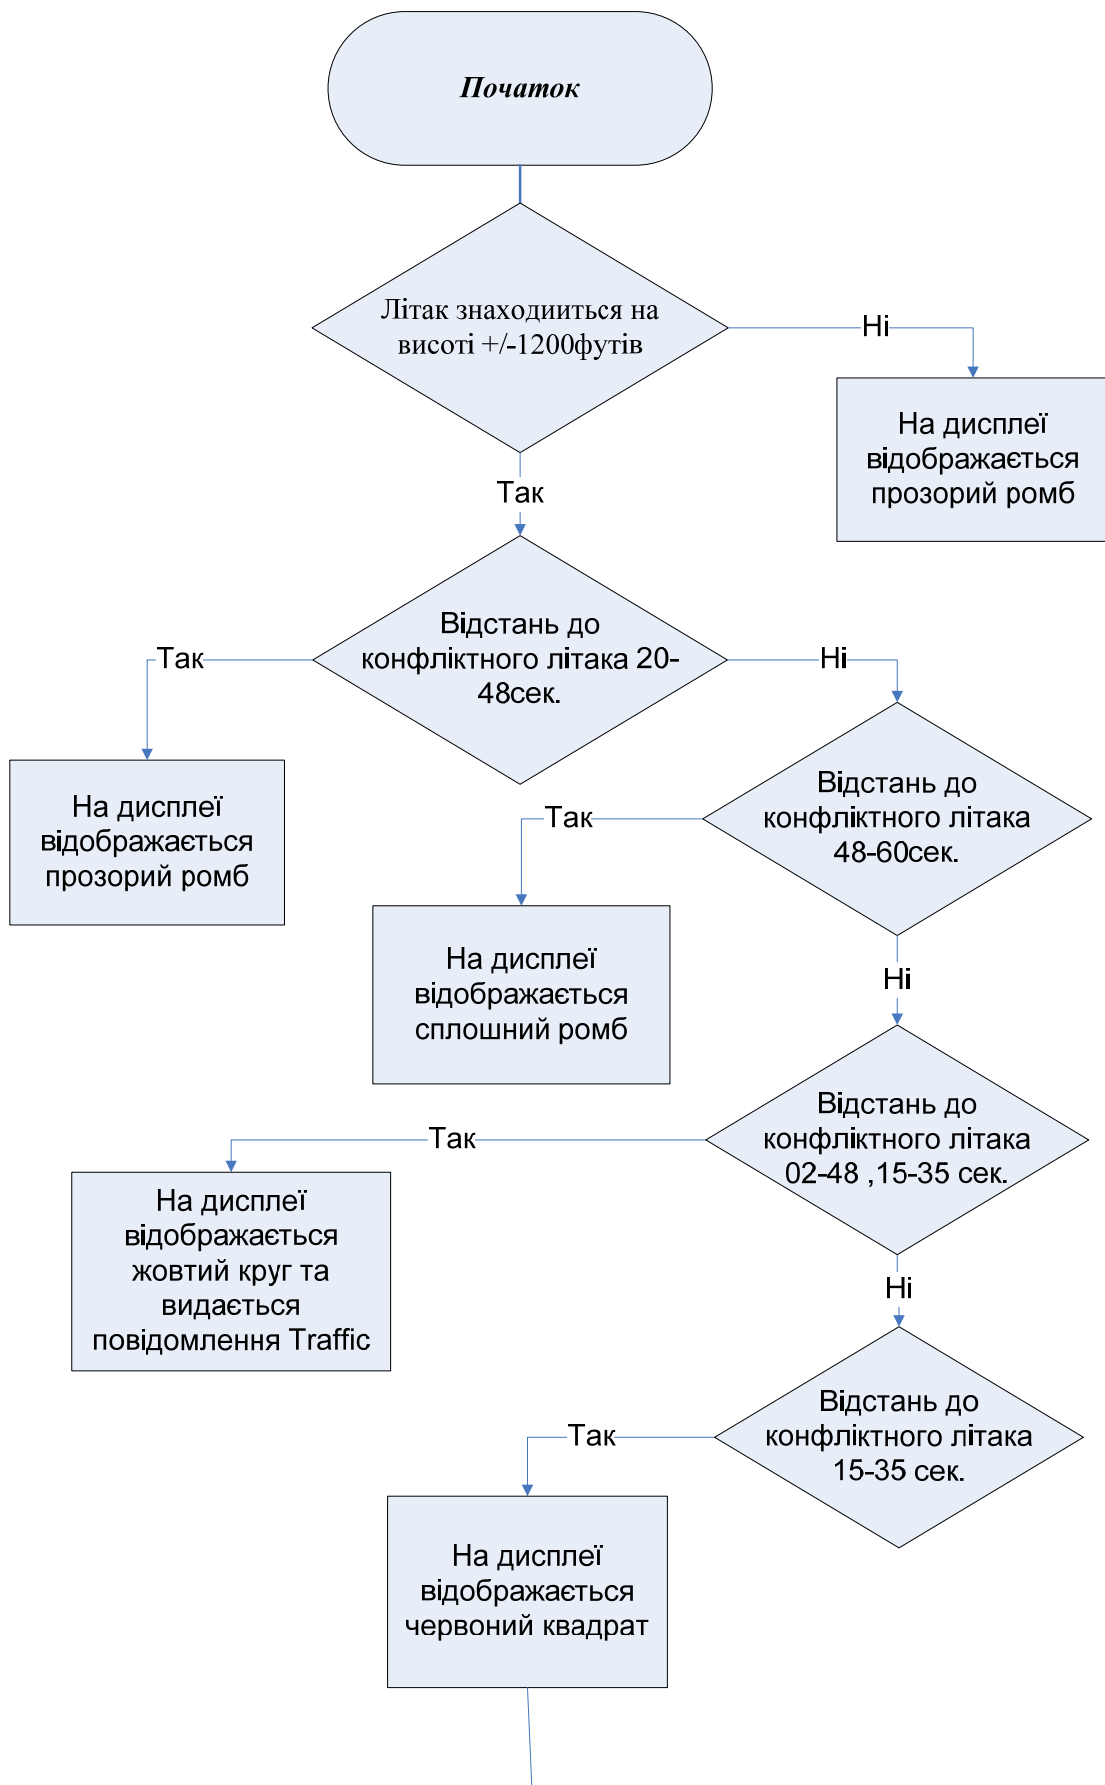 Початок
Літак знаходииться на
висоті +/-1200футів
Ні
На дисплеї
відображається
прозорий ромб
Так
Відстань до
конфліктного літака 20-
48сек.
Так
Ні
На дисплеї
відображається
прозорий ромб
Відстань до
конфліктного літака
48-60сек.
Так
На дисплеї
відображається
сплошний ромб
Ні
Відстань до
конфліктного літака
02-48 ,15-35 сек.
Так
На дисплеї
відображається
жовтий круг та
видається
повідомлення Traffic
Ні
Відстань до
конфліктного літака
15-35 сек.
Так
На дисплеї
відображається
червоний квадрат